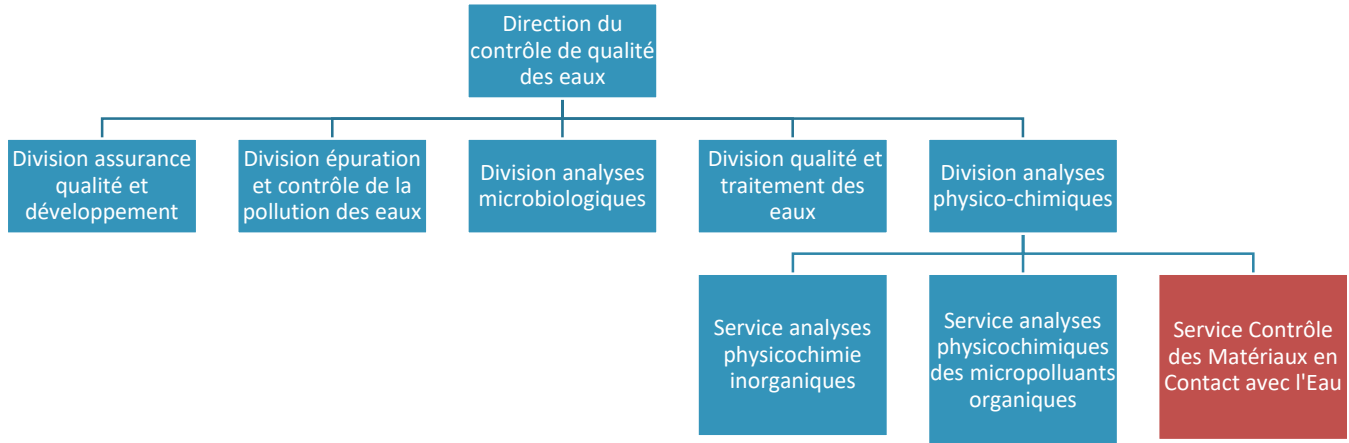 Direction du
contrôle de qualité
des eaux
Division assurance
qualité et
développement
Division épuration
et contrôle de la
pollution des eaux
Division analyses
microbiologiques
Division qualité et
traitement des
eaux
Division analyses
physico-chimiques
Service analyses
physicochimie
inorganiques
Service analyses
physicochimiques
des micropolluants
organiques
Service Contrôle
des Matériaux en
Contact avec l'Eau